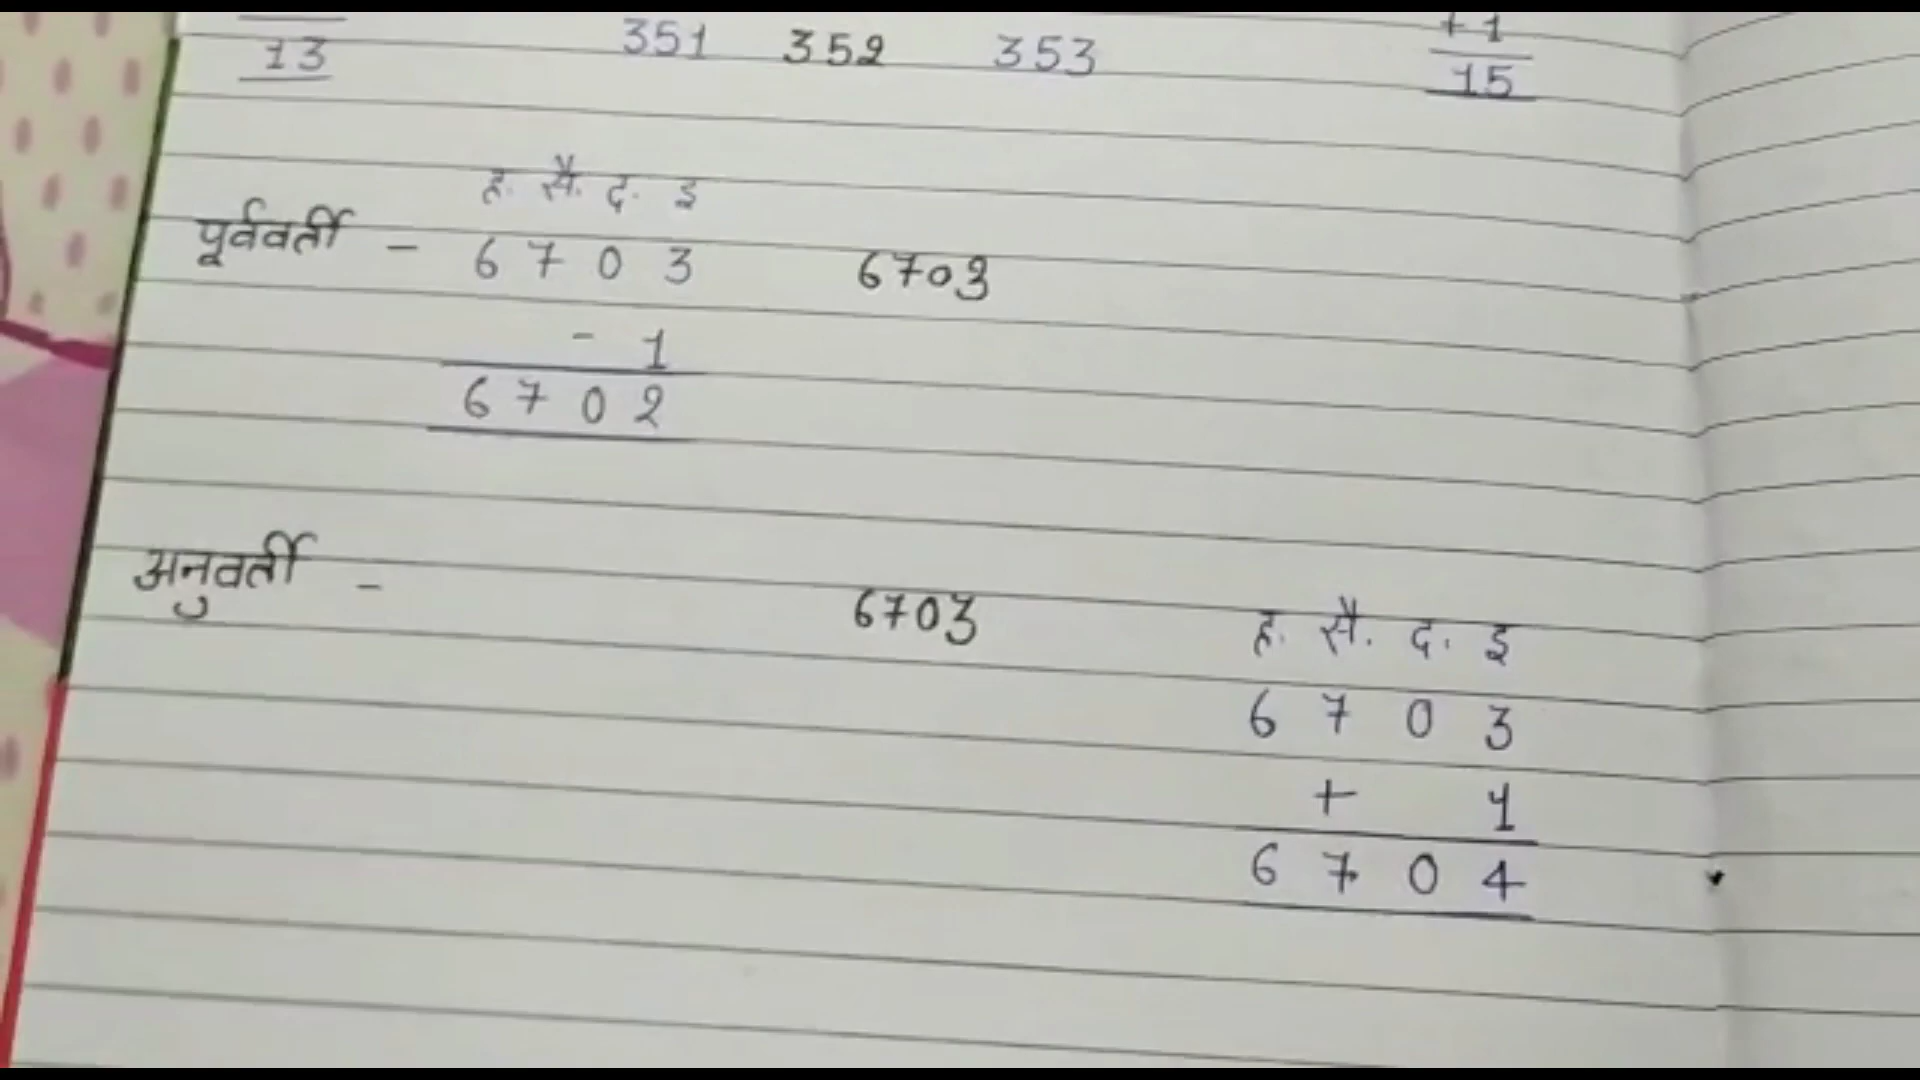 +1
13 351 352 353 15
ह. सै. द. इ
पूर्ववर्ती - 6 7 0 3 6703
- 1
6 7 0 2
अनुवर्ती - 6703 ह. सै. द. इ
6 7 0 3
+ 1
6 7 0 4